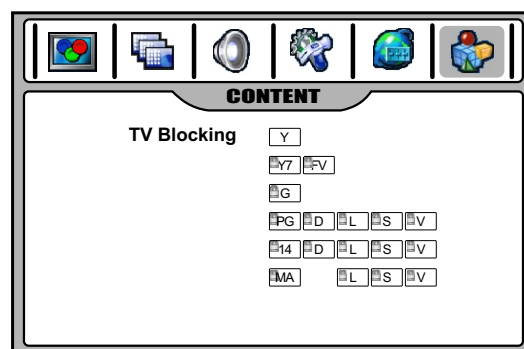 CONTENT
TV Blocking Y
Y7 FV
G
PG D L S V
14 D L S V
MA L S V